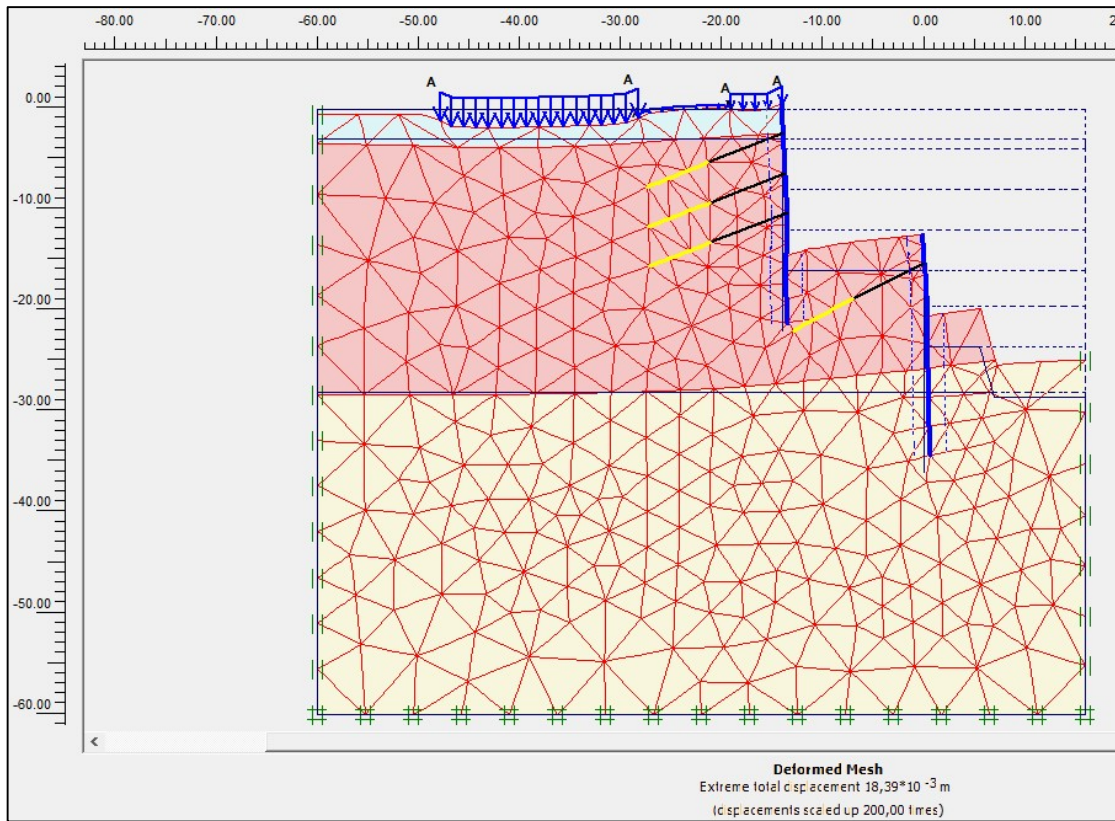 -80.00 -70.00 -60.00 -50.00 -40.00 -30.00 -20.00 -10.00 0.00 10.00
A A A A
0.00
-10.00
-20.00
-30.00
-40.00
-50.00
-60.00
Deformed Mesh
Extreme total displacement 18,39*10 -3 m
(displacements scaled up 200,00 times)